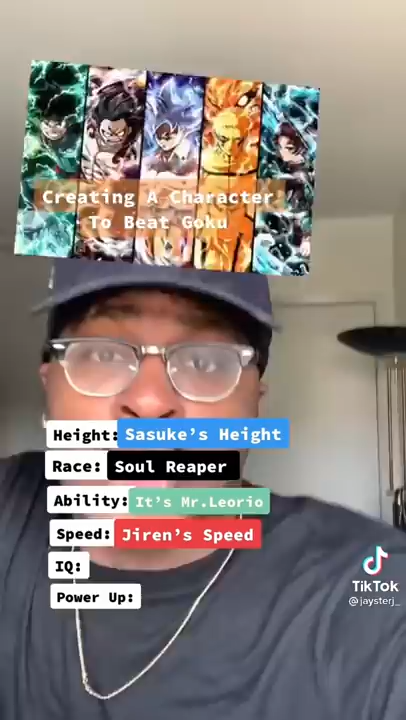 Creating A Character
To Beat Goku
Height: Sasuke's Height
Race: Soul Reaper
Ability: It's Mr.Leorio
Speed: Jiren's Speed
IQ:
Power Up:
TikTok
@jaysterj_